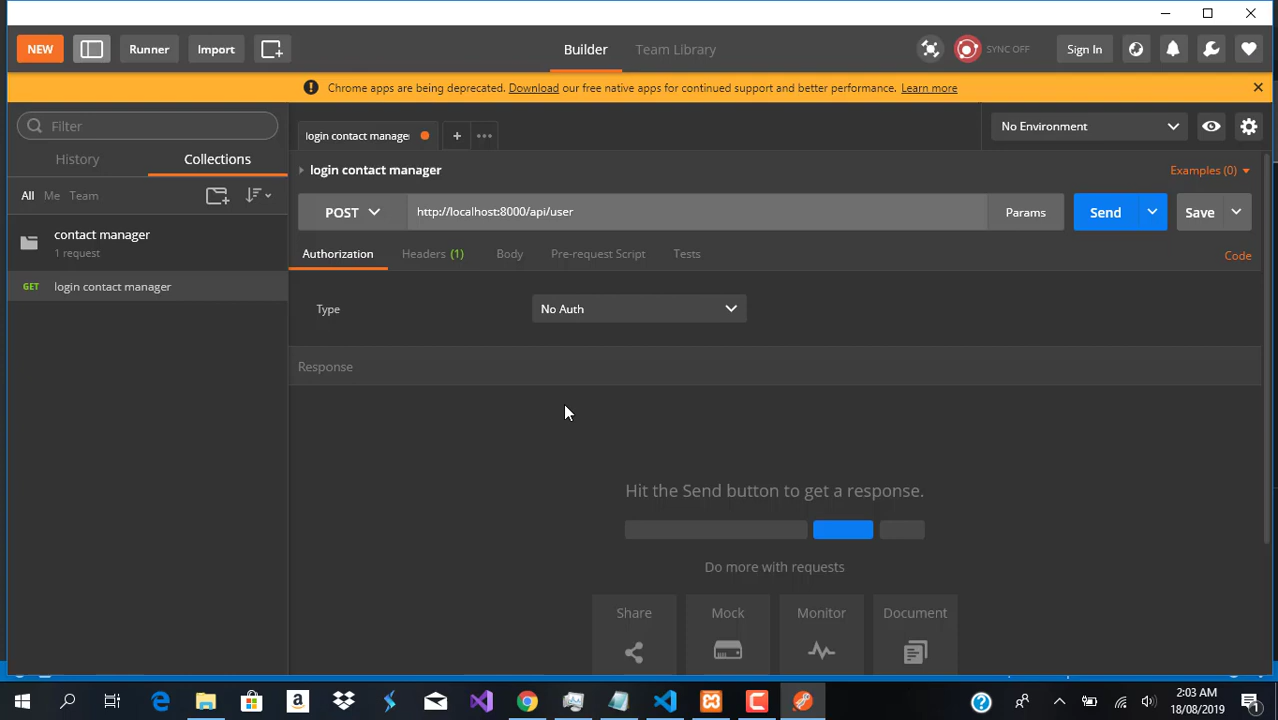 NEW
Runner
Import
Builder
Team Library
SYNC OFF
Sign In
Chrome apps are being deprecated. Download our free native apps for continued support and better performance. Learn more
Filter
History
Collections
All Me Team
contact manager
1 request
GET login contact manager
login contact manage
No Environment
login contact manager
Examples (0)
POST
http://localhost:8000/api/user
Params
Send
Save
Authorization
Headers (1)
Body
Pre-request Script
Tests
Code
Type
No Auth
Response
Hit the Send button to get a response.
Do more with requests
Share
Mock
Monitor
Document
2:03 AM
18/08/2019
1